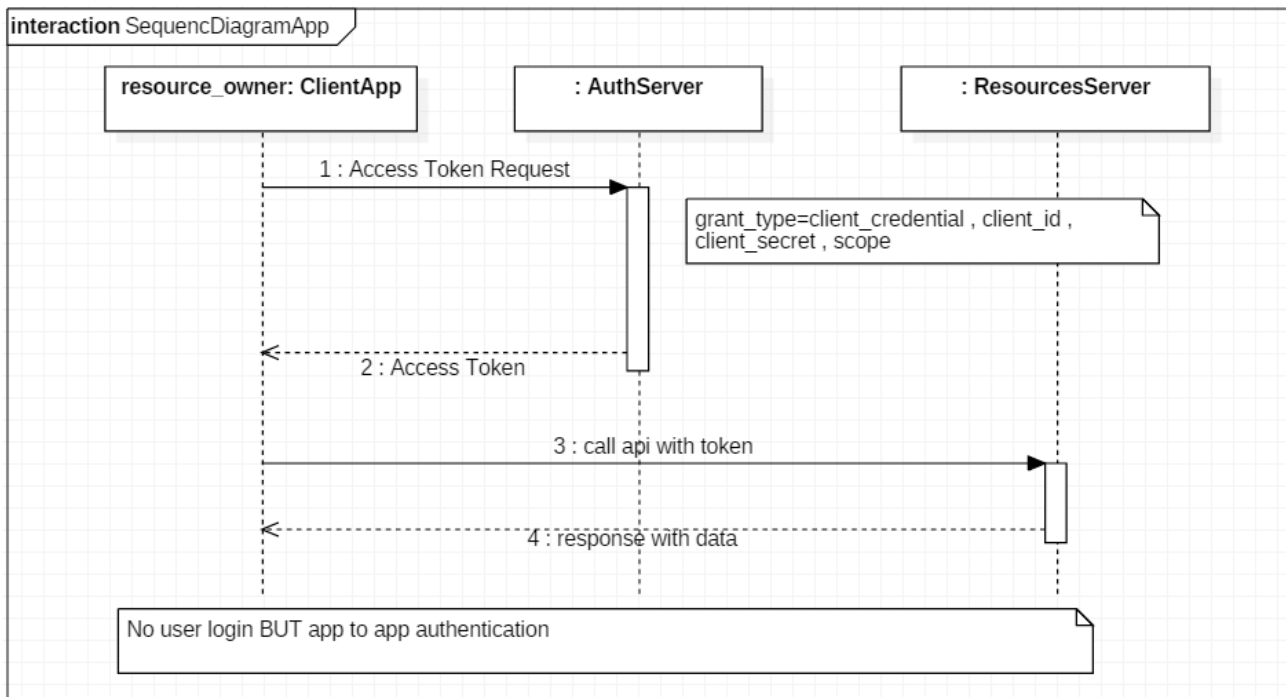 interaction SequencDiagramApp
resource_owner: ClientApp
: AuthServer
: ResourcesServer
1 : Access Token Request
grant_type=client_credential , client_id ,
client_secret , scope
2 : Access Token
3 : call api with token
4 : response with data
No user login BUT app to app authentication